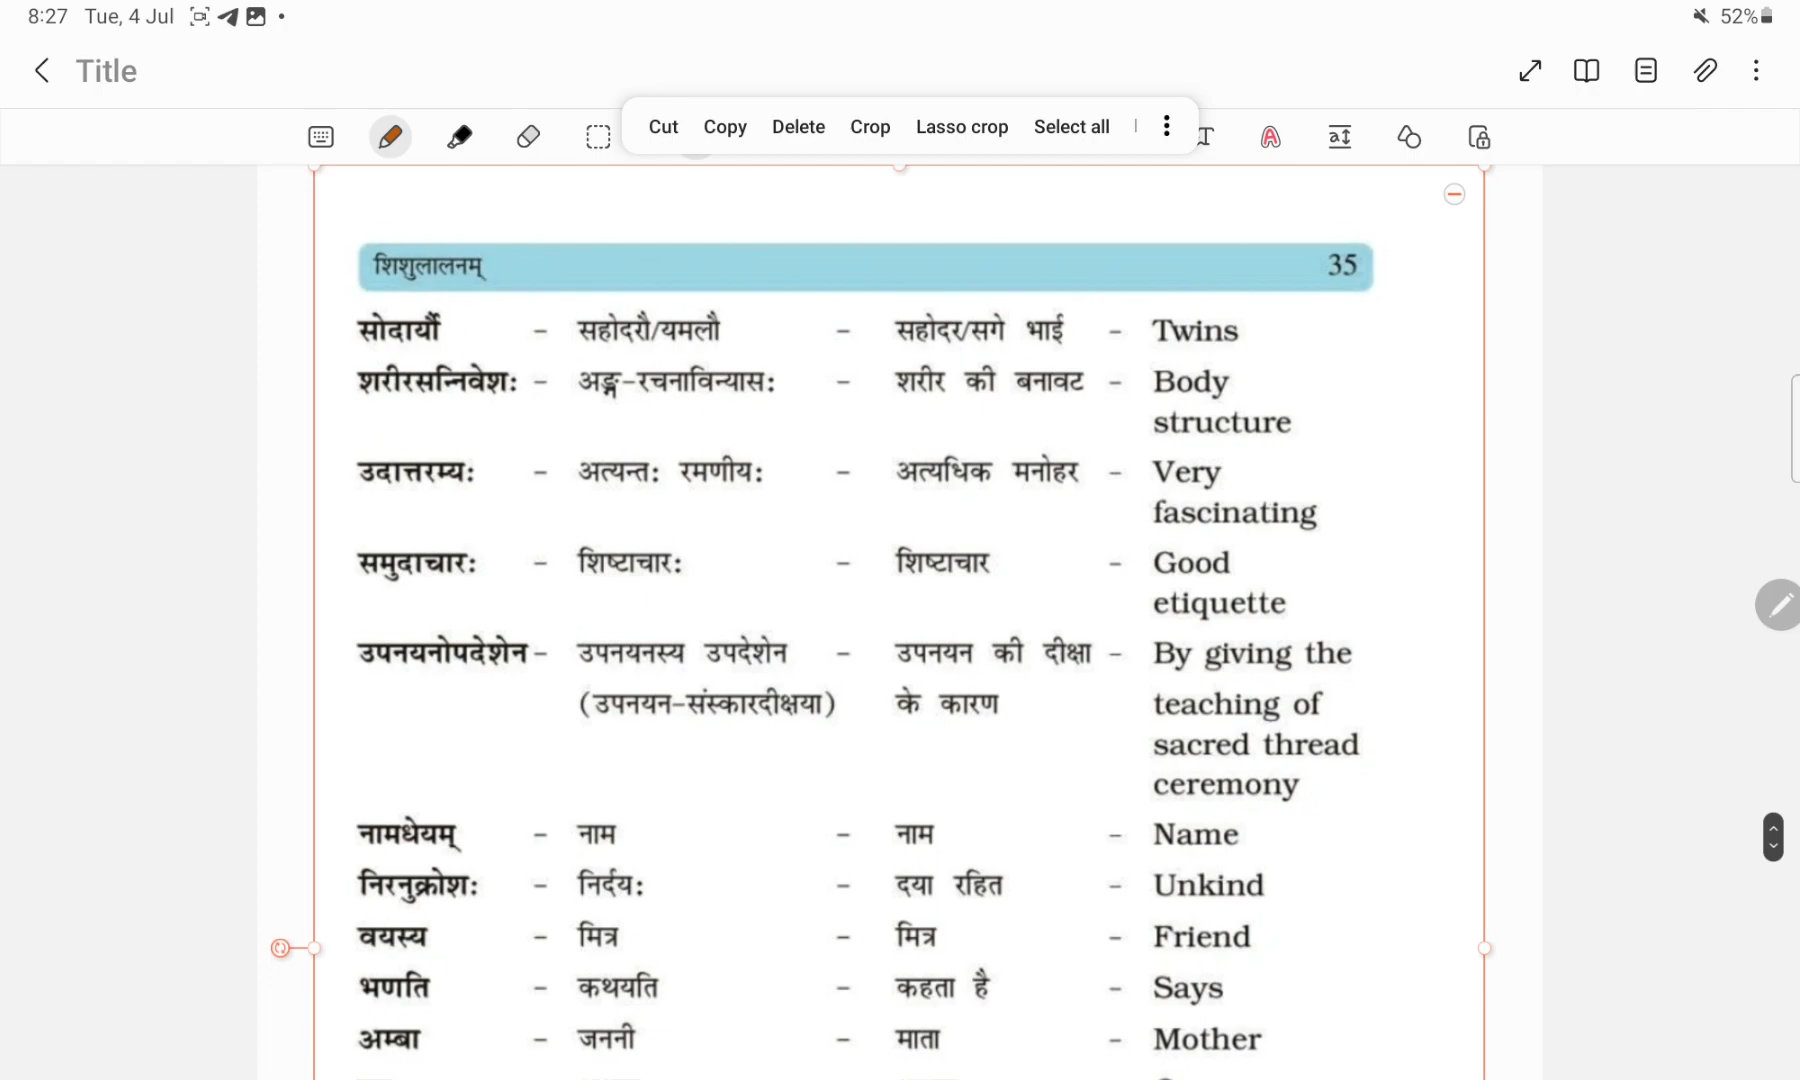 8:27 Tue, 4 Jul 52%
Title
Cut Copy Delete Crop Lasso crop Select all
शिशुलालनम् 35
सोदार्यौ – सहोदरौ/यमलौ – सहोदर/सगे भाई – Twins
शरीरसन्निवेशः – अङ्ग-रचनाविन्यासः – शरीर की बनावट – Body
structure
उदात्तरम्यः – अत्यन्तः रमणीयः – अत्यधिक मनोहर – Very
fascinating
समुदाचारः – शिष्टाचारः – शिष्टाचार – Good
etiquette
उपनयनोपदेशेन – उपनयनस्य उपदेशेन – उपनयन की दीक्षा – By giving the
(उपनयन-संस्कारदीक्षया) के कारण teaching of
sacred thread
ceremony
नामधेयम् – नाम – नाम – Name
निरनुक्रोशः – निर्दयः – दया रहित – Unkind
वयस्य – मित्र – मित्र – Friend
भणति – कथयति – कहता है – Says
अम्बा – जननी – माता – Mother